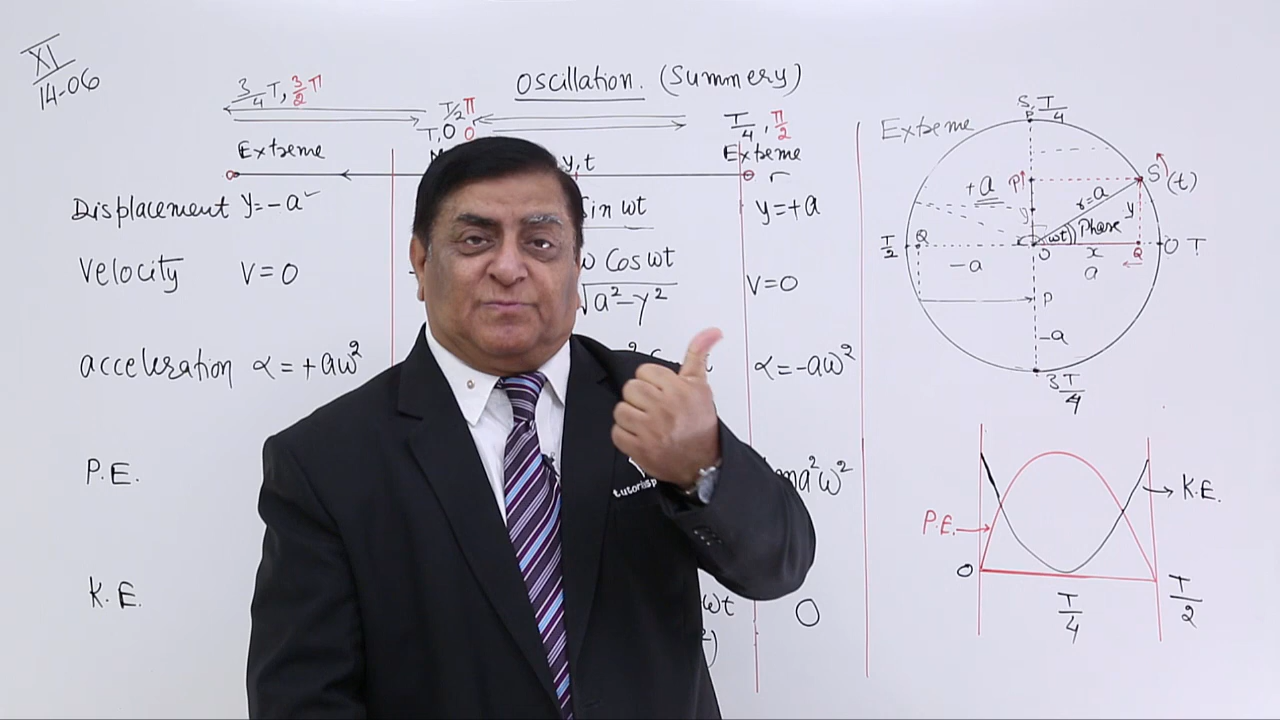 XI
14-06
Oscillation. (Summery)
3/4 T, 3/2 π
T/2 π
T, 0 0
T/4, π/2
Extreme
M
y, t
Extreme
r
Displacement y=-a
Sin ωt
y=+a
Velocity V=0
ω Cos ωt
√a²-y²
V=0
acceleration α=+aω²
α=-aω²
P.E.
ma²ω²
K.E.
ωt
0
²)
tutorialsp
Extreme
S, T/4
P
+a
P
y
r=a
S (t)
y
Phase
ωt
T/2
Q
-a
O
x
a
Q
O T
P
-a
3T/4
P.E.
K.E.
O
T/4
T/2